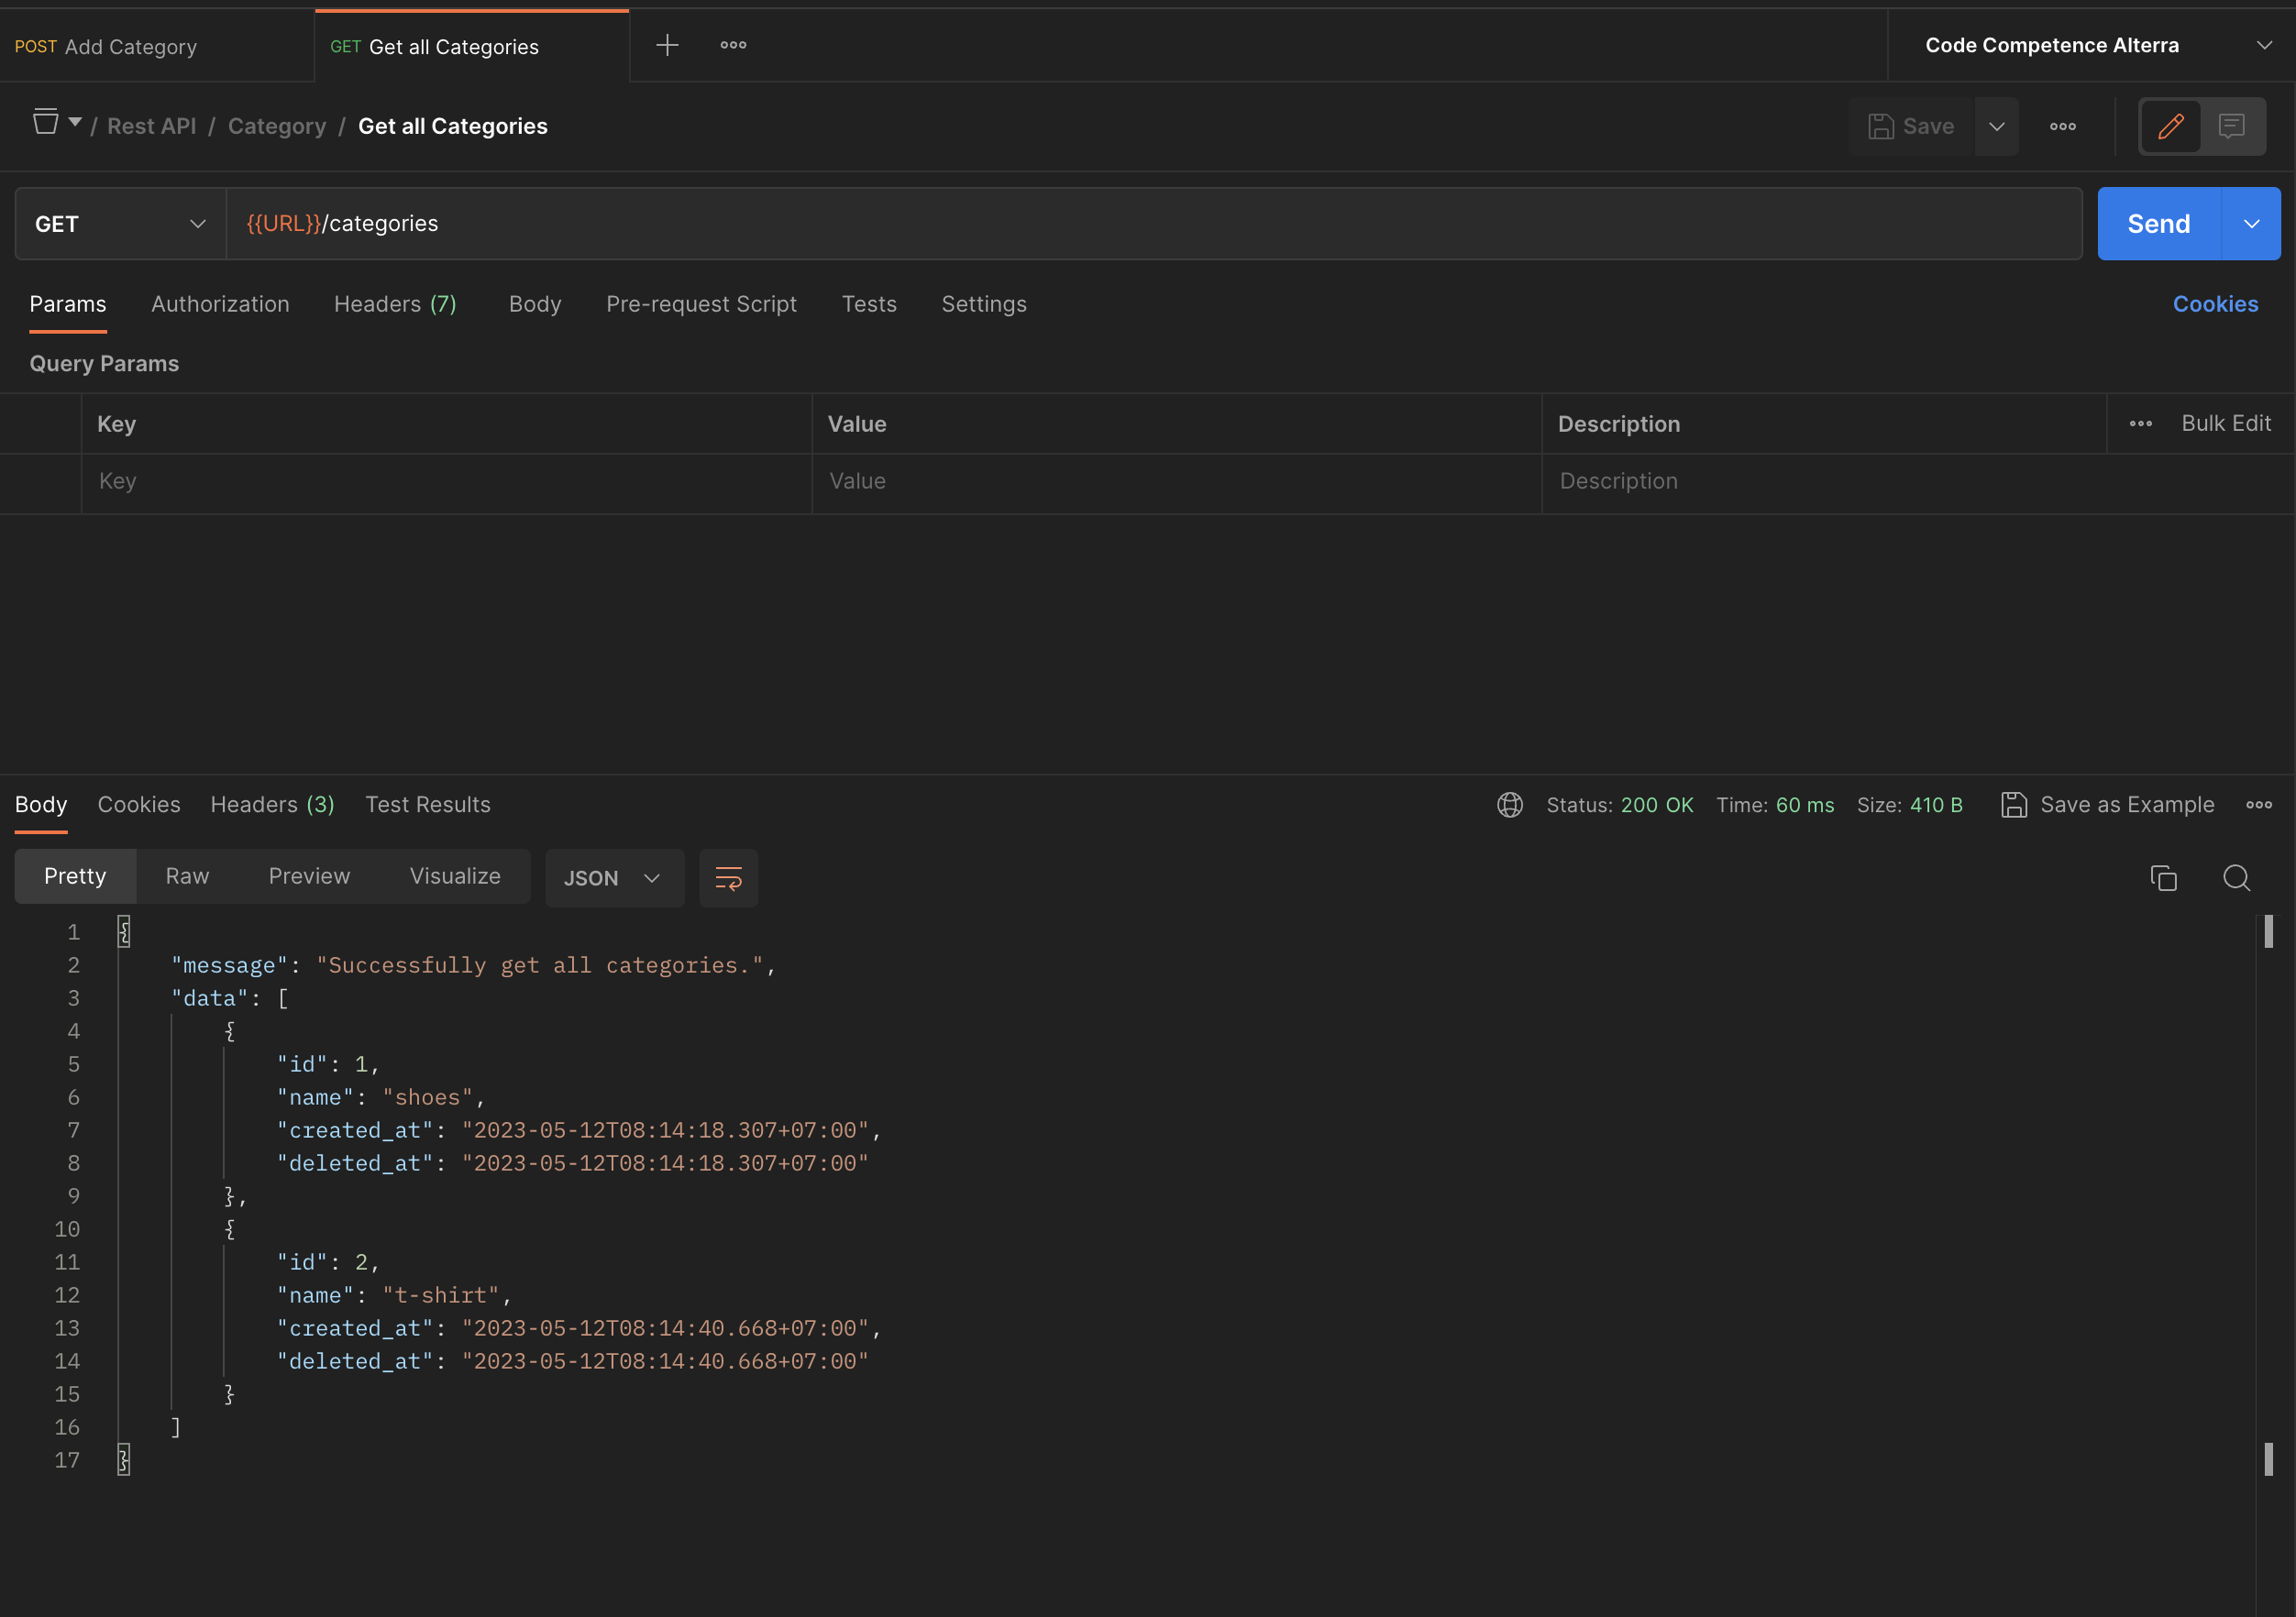 POST Add Category
GET Get all Categories
Code Competence Alterra
/ Rest API / Category / Get all Categories
Save
GET
{{URL}}/categories
Send
Params Authorization Headers (7) Body Pre-request Script Tests Settings Cookies
Query Params
Key Value Description Bulk Edit
Key Value Description
Body Cookies Headers (3) Test Results Status: 200 OK Time: 60 ms Size: 410 B Save as Example
Pretty Raw Preview Visualize JSON
1 {
2 "message": "Successfully get all categories.",
3 "data": [
4 {
5 "id": 1,
6 "name": "shoes",
7 "created_at": "2023-05-12T08:14:18.307+07:00",
8 "deleted_at": "2023-05-12T08:14:18.307+07:00"
9 },
10 {
11 "id": 2,
12 "name": "t-shirt",
13 "created_at": "2023-05-12T08:14:40.668+07:00",
14 "deleted_at": "2023-05-12T08:14:40.668+07:00"
15 }
16 ]
17 }